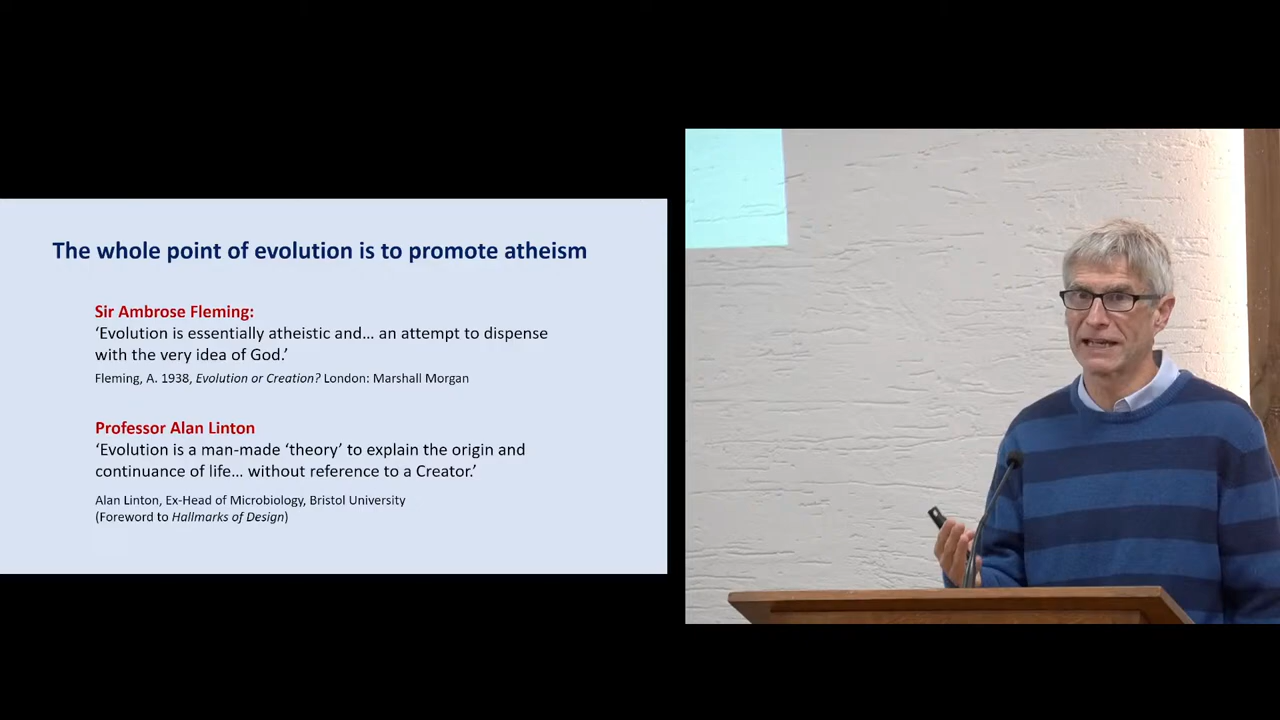 The whole point of evolution is to promote atheism
Sir Ambrose Fleming:
‘Evolution is essentially atheistic and… an attempt to dispense
with the very idea of God.’
Fleming, A. 1938, Evolution or Creation? London: Marshall Morgan
Professor Alan Linton
‘Evolution is a man-made ‘theory’ to explain the origin and
continuance of life… without reference to a Creator.’
Alan Linton, Ex-Head of Microbiology, Bristol University
(Foreword to Hallmarks of Design)